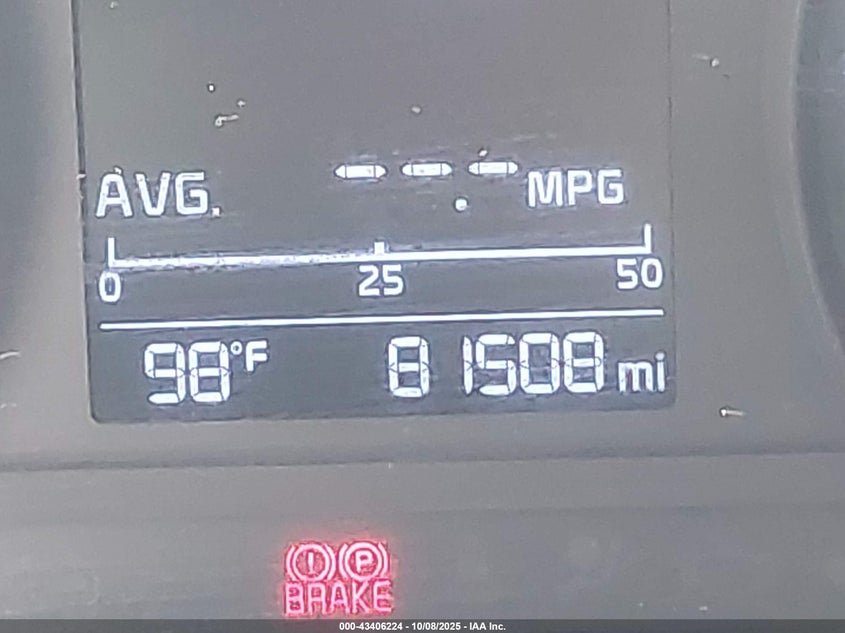 AVG. ---.- MPG
0 25 50
98°F 81508 mi
(!) (P)
BRAKE
000-43406224 - 10/08/2025 - IAA Inc.